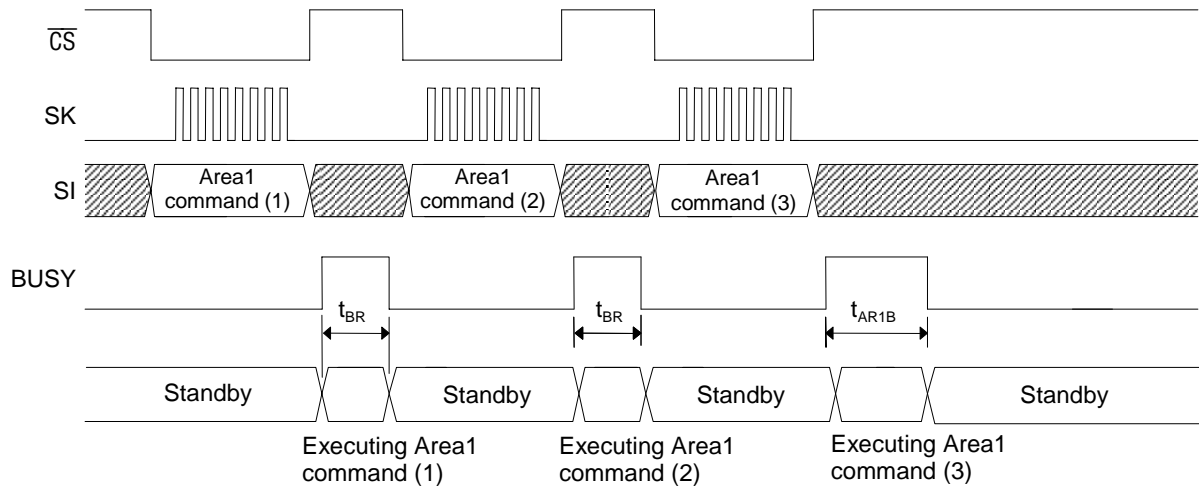 CS
SK
SI
Area1
command (1)
Area1
command (2)
Area1
command (3)
BUSY
tBR
tBR
tAR1B
Standby
Standby
Standby
Standby
Executing Area1
command (1)
Executing Area1
command (2)
Executing Area1
command (3)